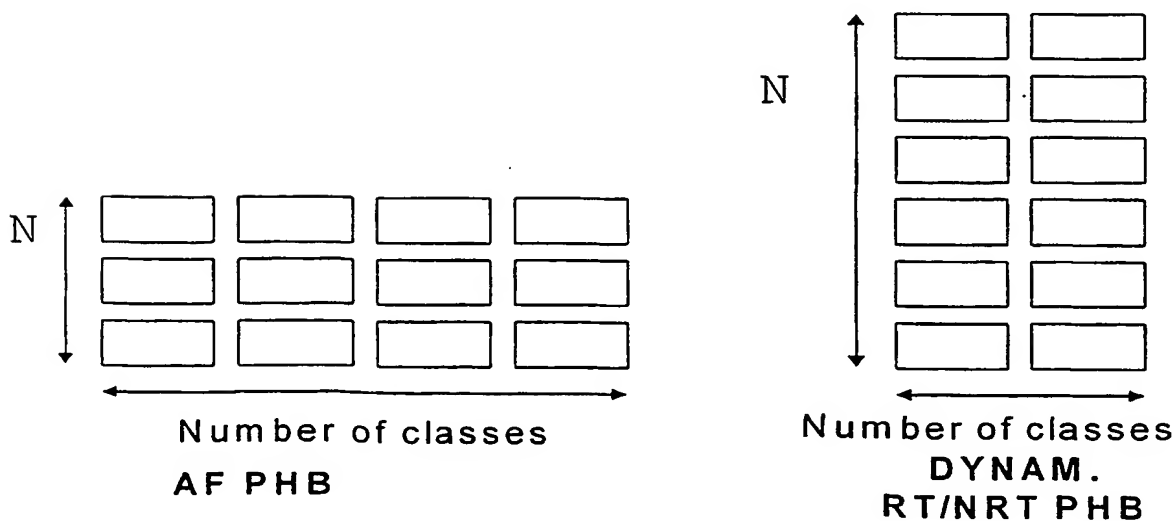 N
Number of classes
AF PHB
N
Number of classes
DYNAM.
RT/NRT PHB